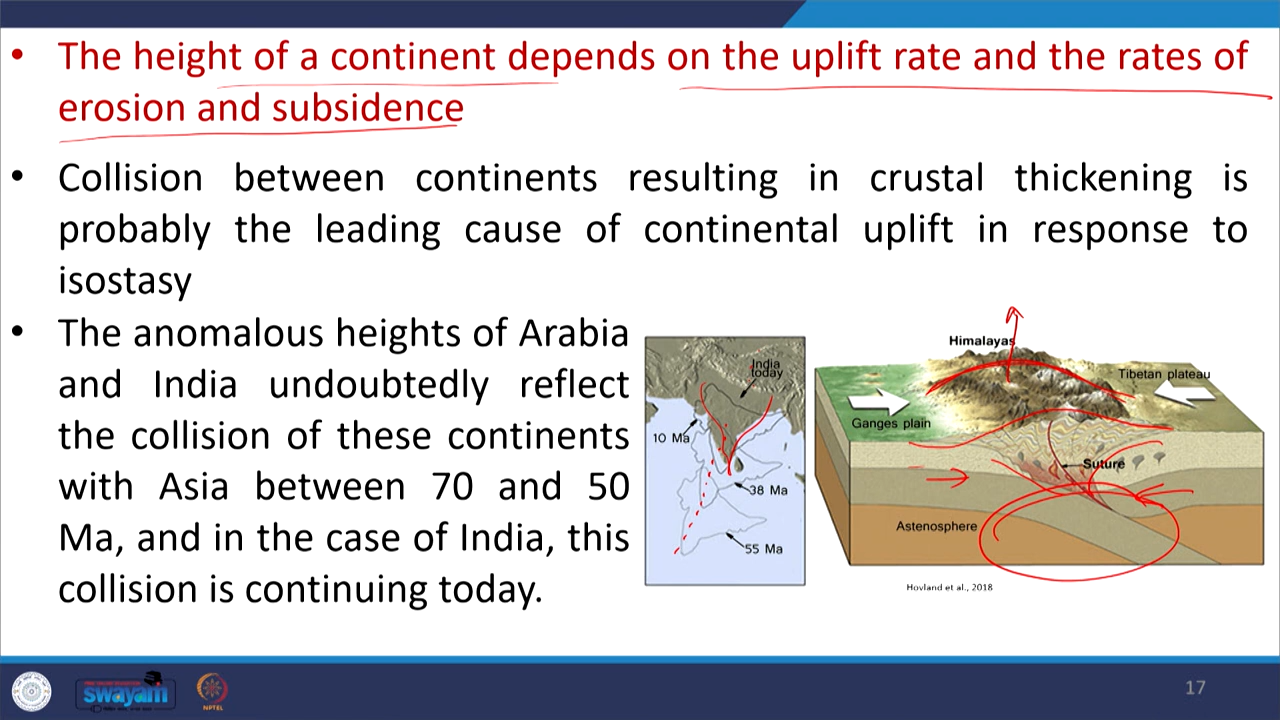 • The height of a continent depends on the uplift rate and the rates of
erosion and subsidence
• Collision between continents resulting in crustal thickening is
probably the leading cause of continental uplift in response to
isostasy
• The anomalous heights of Arabia
and India undoubtedly reflect
the collision of these continents
with Asia between 70 and 50
Ma, and in the case of India, this
collision is continuing today.
India
today
10 Ma
38 Ma
55 Ma
Himalayas
Tibetan plateau
Ganges plain
Suture
Astenosphere
Hovland et al., 2018
swayam
NPTEL
17